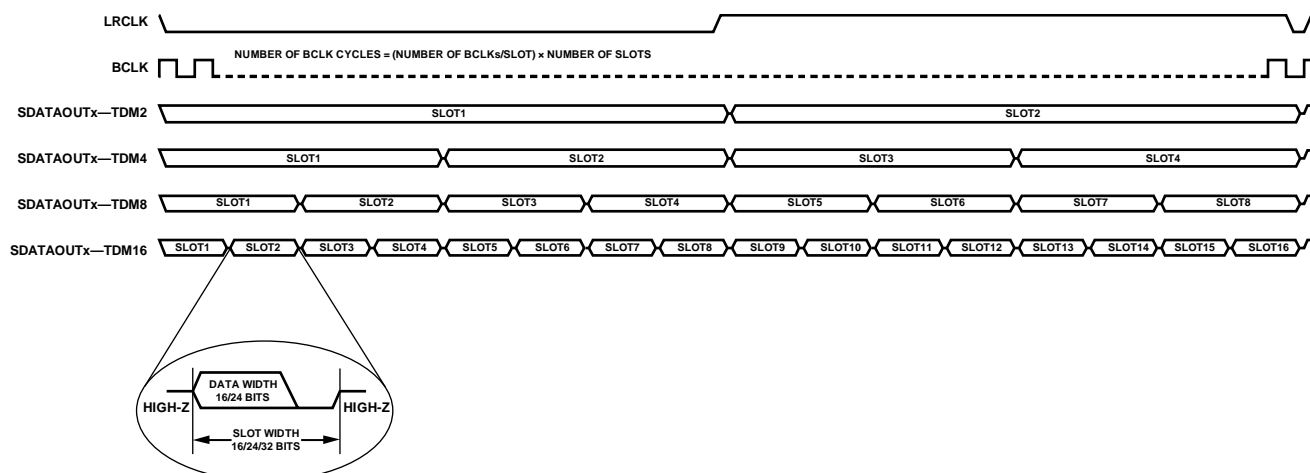 LRCLK
BCLK
NUMBER OF BCLK CYCLES = (NUMBER OF BCLKs/SLOT) × NUMBER OF SLOTS
SDATAOUTx—TDM2
SLOT1
SLOT2
SDATAOUTx—TDM4
SLOT1
SLOT2
SLOT3
SLOT4
SDATAOUTx—TDM8
SLOT1
SLOT2
SLOT3
SLOT4
SLOT5
SLOT6
SLOT7
SLOT8
SDATAOUTx—TDM16
SLOT1
SLOT2
SLOT3
SLOT4
SLOT5
SLOT6
SLOT7
SLOT8
SLOT9
SLOT10
SLOT11
SLOT12
SLOT13
SLOT14
SLOT15
SLOT16
DATA WIDTH
16/24 BITS
HIGH-Z
HIGH-Z
SLOT WIDTH
16/24/32 BITS